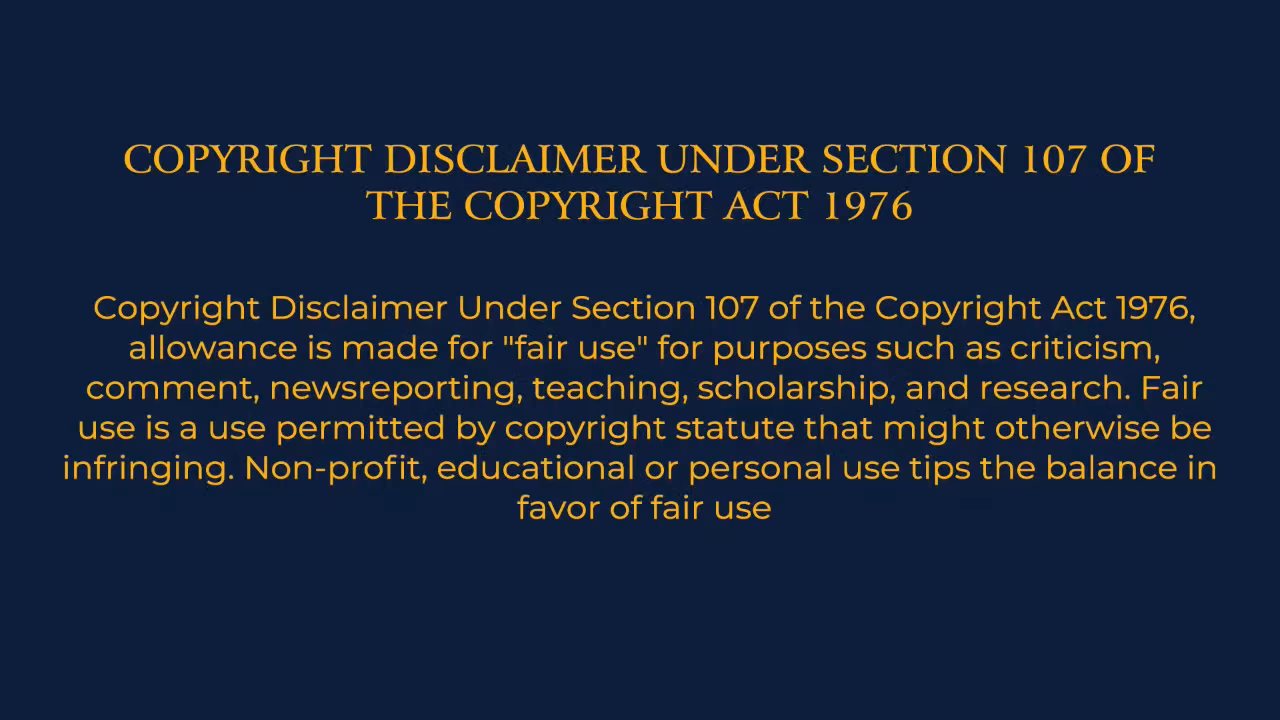 COPYRIGHT DISCLAIMER UNDER SECTION 107 OF
THE COPYRIGHT ACT 1976
Copyright Disclaimer Under Section 107 of the Copyright Act 1976,
allowance is made for "fair use" for purposes such as criticism,
comment, newsreporting, teaching, scholarship, and research. Fair
use is a use permitted by copyright statute that might otherwise be
infringing. Non-profit, educational or personal use tips the balance in
favor of fair use